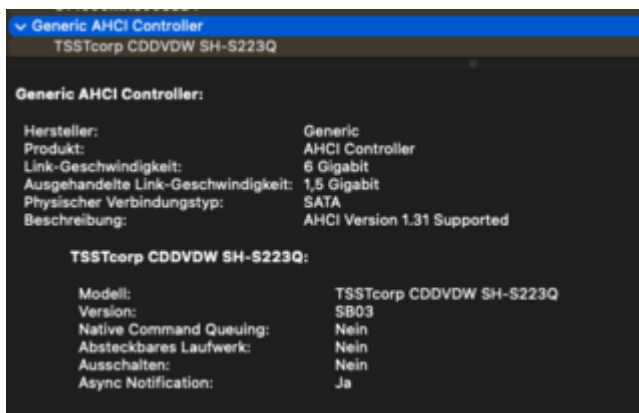 Generic AHCI Controller
TSSTcorp CDDVDW SH-S223Q
Generic AHCI Controller:
Hersteller: Generic
Produkt: AHCI Controller
Link-Geschwindigkeit: 6 Gigabit
Ausgehandelte Link-Geschwindigkeit: 1,5 Gigabit
Physischer Verbindungstyp: SATA
Beschreibung: AHCI Version 1.31 Supported
TSSTcorp CDDVDW SH-S223Q:
Modell: TSSTcorp CDDVDW SH-S223Q
Version: SB03
Native Command Queuing: Nein
Absteckbares Laufwerk: Nein
Ausschalten: Nein
Async Notification: Ja